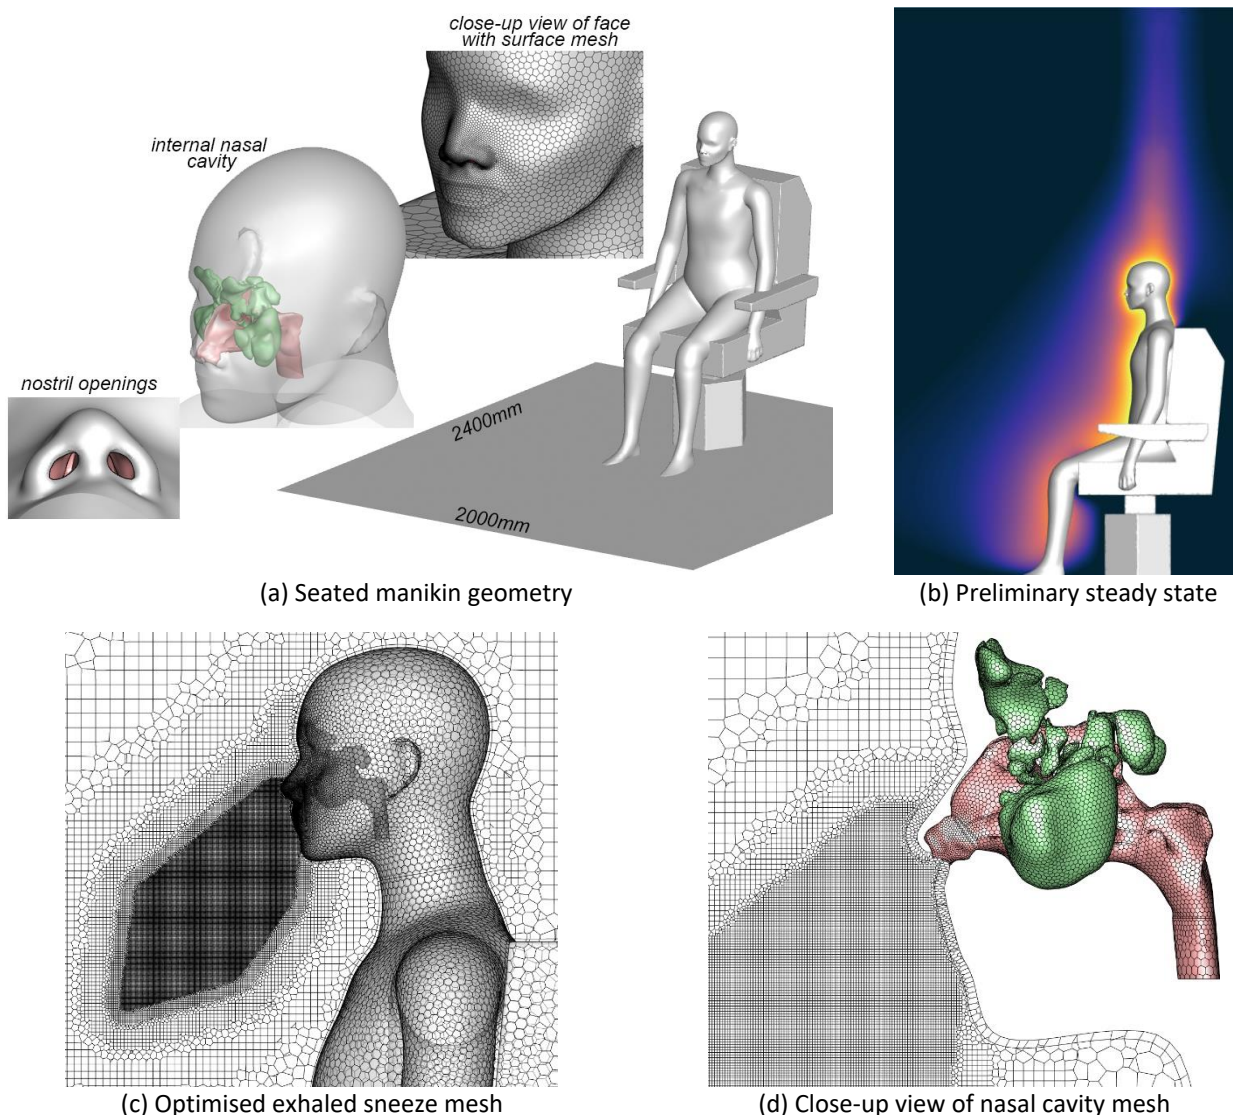 close-up view of face
with surface mesh
internal nasal
cavity
nostril openings
2400mm
2000mm
(a) Seated manikin geometry
(b) Preliminary steady state
(c) Optimised exhaled sneeze mesh
(d) Close-up view of nasal cavity mesh